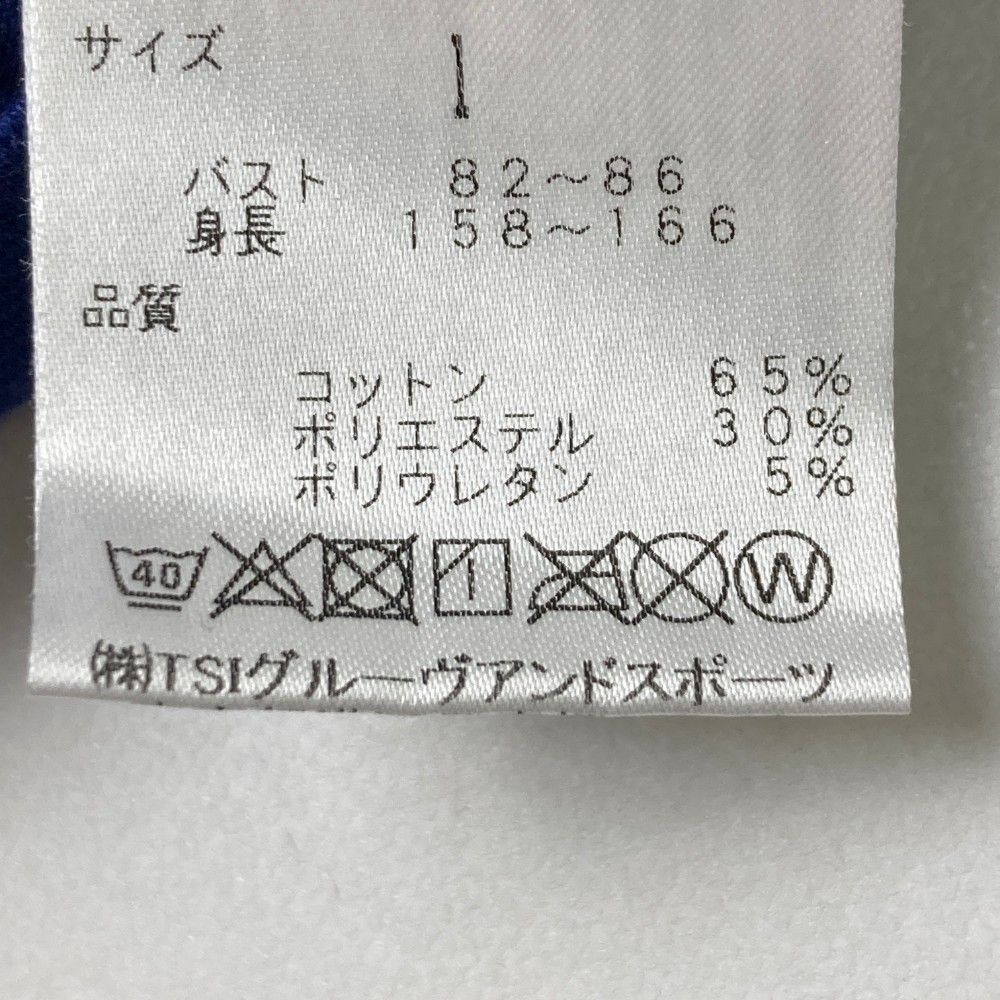 サイズ 1
バスト 82～86
身長 158～166
品質
コットン 65%
ポリエステル 30%
ポリウレタン 5%
40 W
(株)TSIグルーヴアンドスポーツ